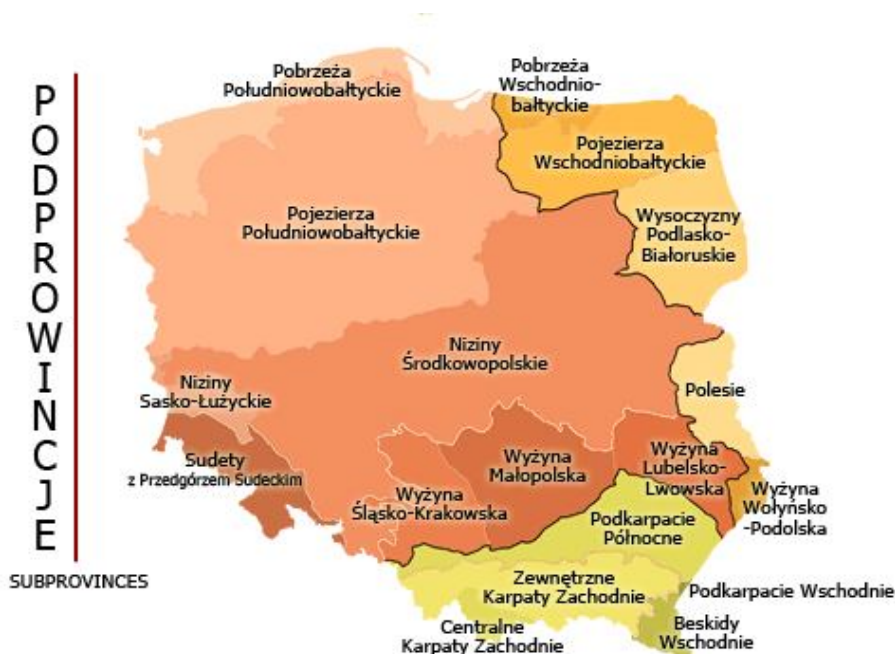 PODPROWINCJE
SUBPROVINCES
Pobrzeża
Południowobałtyckie
Pobrzeża
Wschodnio-
bałtyckie
Pojezierza
Wschodniobałtyckie
Pojezierza
Południowobałtyckie
Wysoczyzny
Podlasko-
Białoruskie
Niziny
Środkowopolskie
Niziny
Sasko-Łużyckie
Polesie
Sudety
z Przedgórzem Sudeckim
Wyżyna
Śląsko-Krakowska
Wyżyna
Małopolska
Wyżyna
Lubelsko-
Lwowska
Wyżyna
Wołyńsko
-Podolska
Podkarpacie
Północne
Zewnętrzne
Karpaty Zachodnie
Podkarpacie Wschodnie
Centralne
Karpaty Zachodnie
Beskidy
Wschodnie